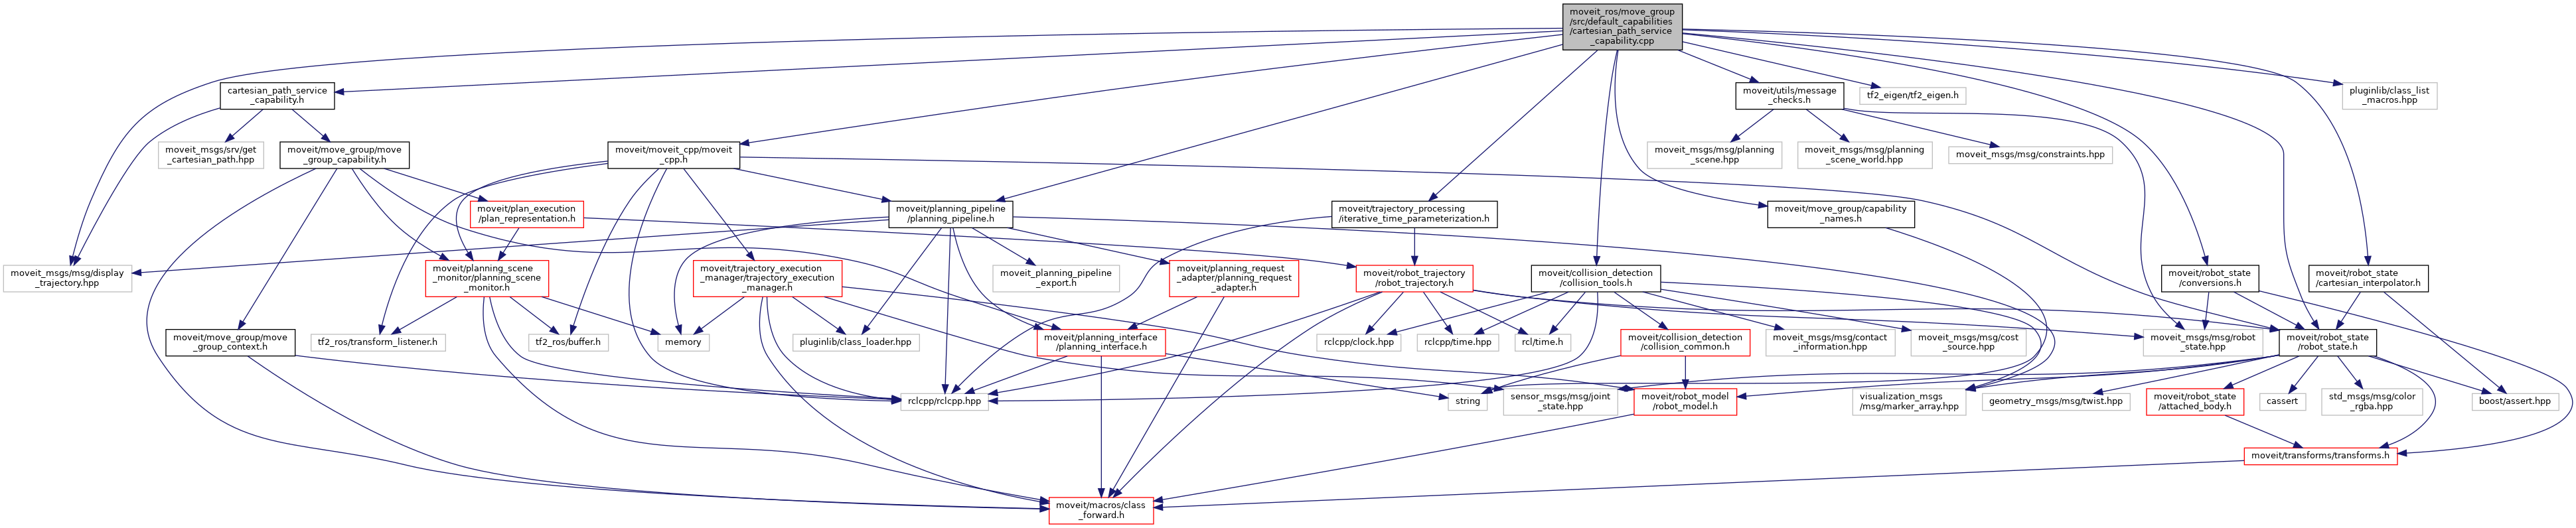 moveit_ros/move_group
/src/default_capabilities
/cartesian_path_service
_capability.cpp
cartesian_path_service
_capability.h
moveit/utils/message
_checks.h
tf2_eigen/tf2_eigen.h
pluginlib/class_list
_macros.hpp
moveit_msgs/srv/get
_cartesian_path.hpp
moveit/move_group/move
_group_capability.h
moveit/moveit_cpp/moveit
_cpp.h
moveit_msgs/msg/planning
_scene.hpp
moveit_msgs/msg/planning
_scene_world.hpp
moveit_msgs/msg/constraints.hpp
moveit/plan_execution
/plan_representation.h
moveit/planning_pipeline
/planning_pipeline.h
moveit/trajectory_processing
/iterative_time_parameterization.h
moveit/move_group/capability
_names.h
moveit_msgs/msg/display
_trajectory.hpp
moveit/planning_scene
_monitor/planning_scene
_monitor.h
moveit/trajectory_execution
_manager/trajectory_execution
_manager.h
moveit_planning_pipeline
_export.h
moveit/planning_request
_adapter/planning_request
_adapter.h
moveit/robot_trajectory
/robot_trajectory.h
moveit/collision_detection
/collision_tools.h
moveit/robot_state
/conversions.h
moveit/robot_state
/cartesian_interpolator.h
moveit/move_group/move
_group_context.h
tf2_ros/transform_listener.h
tf2_ros/buffer.h
memory
pluginlib/class_loader.hpp
moveit/planning_interface
/planning_interface.h
rclcpp/clock.hpp
rclcpp/time.hpp
rcl/time.h
moveit/collision_detection
/collision_common.h
moveit_msgs/msg/contact
_information.hpp
moveit_msgs/msg/cost
_source.hpp
moveit_msgs/msg/robot
_state.hpp
moveit/robot_state
/robot_state.h
rclcpp/rclcpp.hpp
string
sensor_msgs/msg/joint
_state.hpp
moveit/robot_model
/robot_model.h
visualization_msgs
/msg/marker_array.hpp
geometry_msgs/msg/twist.hpp
moveit/robot_state
/attached_body.h
cassert
std_msgs/msg/color
_rgba.hpp
boost/assert.hpp
moveit/transforms/transforms.h
moveit/macros/class
_forward.h